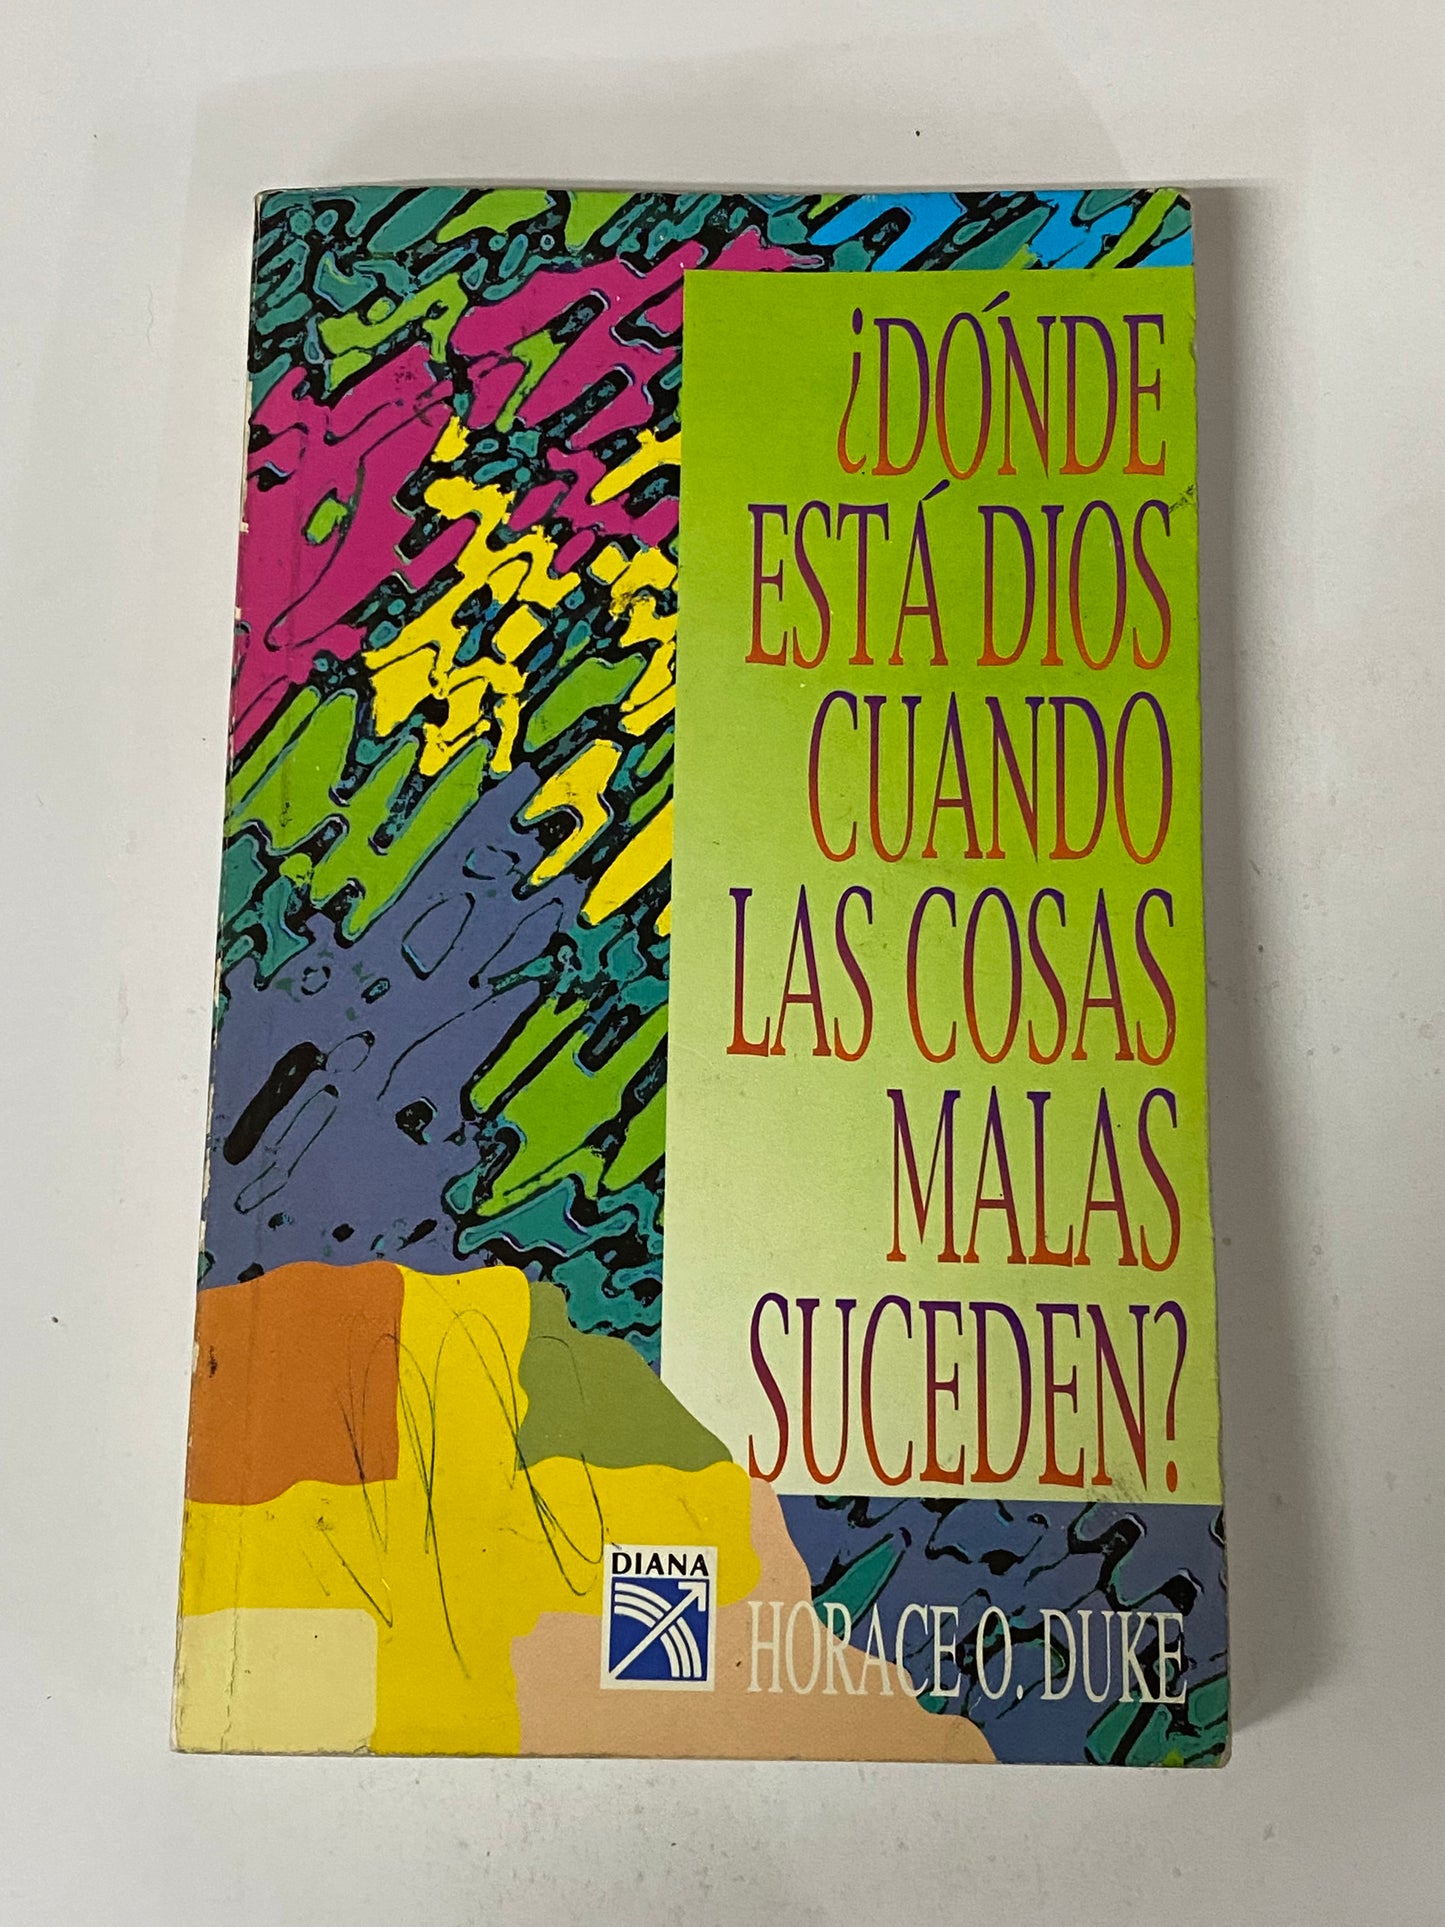 ¿DÓNDE
ESTÁ DIOS
CUANDO
LAS COSAS
MALAS
SUCEDEN?
DIANA
HORACE O. DUKE